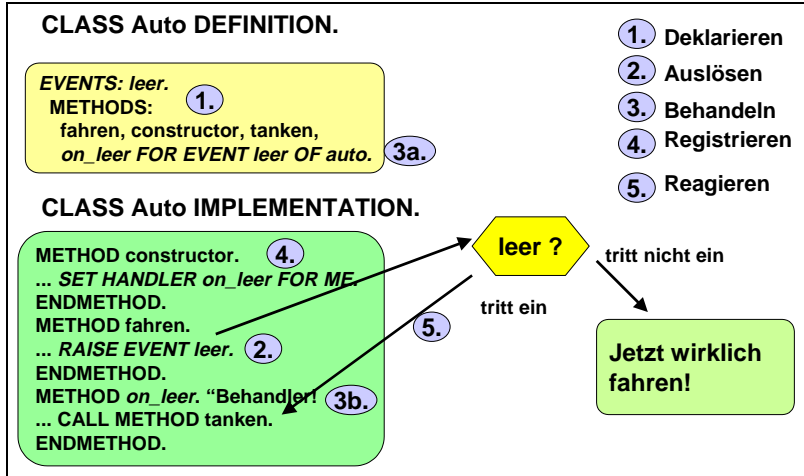 CLASS Auto DEFINITION.
EVENTS: leer.
METHODS:
1.
fahren, constructor, tanken,
on_leer FOR EVENT leer OF auto.
3a.
1. Deklarieren
2. Auslösen
3. Behandeln
4. Registrieren
5. Reagieren
CLASS Auto IMPLEMENTATION.
METHOD constructor.
4.
... SET HANDLER on_leer FOR ME.
ENDMETHOD.
METHOD fahren.
... RAISE EVENT leer.
2.
ENDMETHOD.
METHOD on_leer. “Behandler!
3b.
... CALL METHOD tanken.
ENDMETHOD.
leer ?
tritt nicht ein
tritt ein
5.
Jetzt wirklich
fahren!